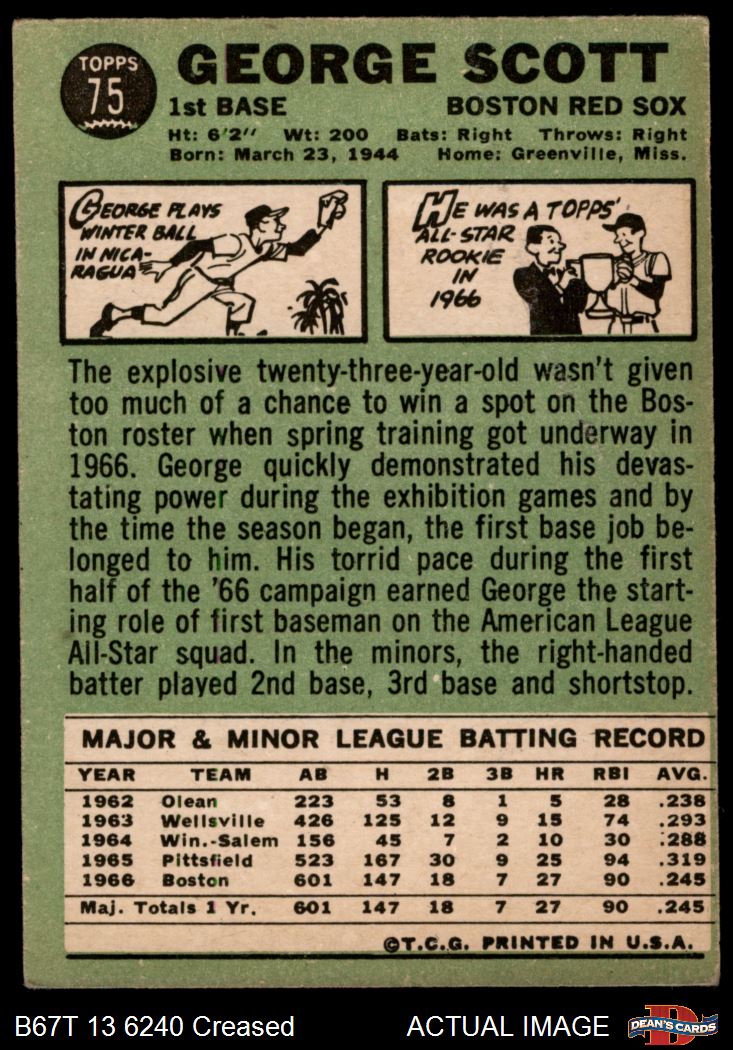 TOPPS
75
GEORGE SCOTT
1st BASE BOSTON RED SOX
Ht: 6'2" Wt: 200 Bats: Right Throws: Right
Born: March 23, 1944 Home: Greenville, Miss.
GEORGE PLAYS
WINTER BALL
IN NICA-
RAGUA
HE WAS A TOPPS'
ALL-STAR
ROOKIE
IN
1966
The explosive twenty-three-year-old wasn't given
too much of a chance to win a spot on the Bos-
ton roster when spring training got underway in
1966. George quickly demonstrated his devas-
tating power during the exhibition games and by
the time the season began, the first base job be-
longed to him. His torrid pace during the first
half of the '66 campaign earned George the start-
ing role of first baseman on the American League
All-Star squad. In the minors, the right-handed
batter played 2nd base, 3rd base and shortstop.
MAJOR & MINOR LEAGUE BATTING RECORD
YEAR TEAM AB H 2B 3B HR RBI AVG.
1962 Olean 223 53 8 1 5 28 .238
1963 Wellsville 426 125 12 9 15 74 .293
1964 Win.-Salem 156 45 7 2 10 30 .288
1965 Pittsfield 523 167 30 9 25 94 .319
1966 Boston 601 147 18 7 27 90 .245
Maj. Totals 1 Yr. 601 147 18 7 27 90 .245
©T.C.G. PRINTED IN U.S.A.
B67T 13 6240 Creased ACTUAL IMAGE
D
DEAN'S CARDS